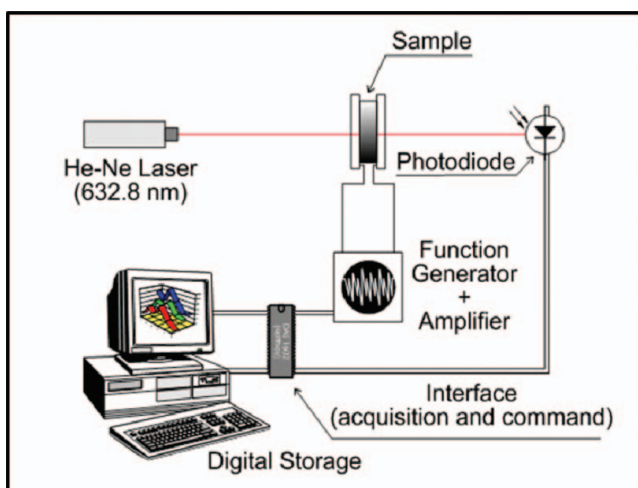 Sample
He-Ne Laser
(632.8 nm)
Photodiode
Function
Generator
+
Amplifier
Interface
(acquisition and command)
Digital Storage